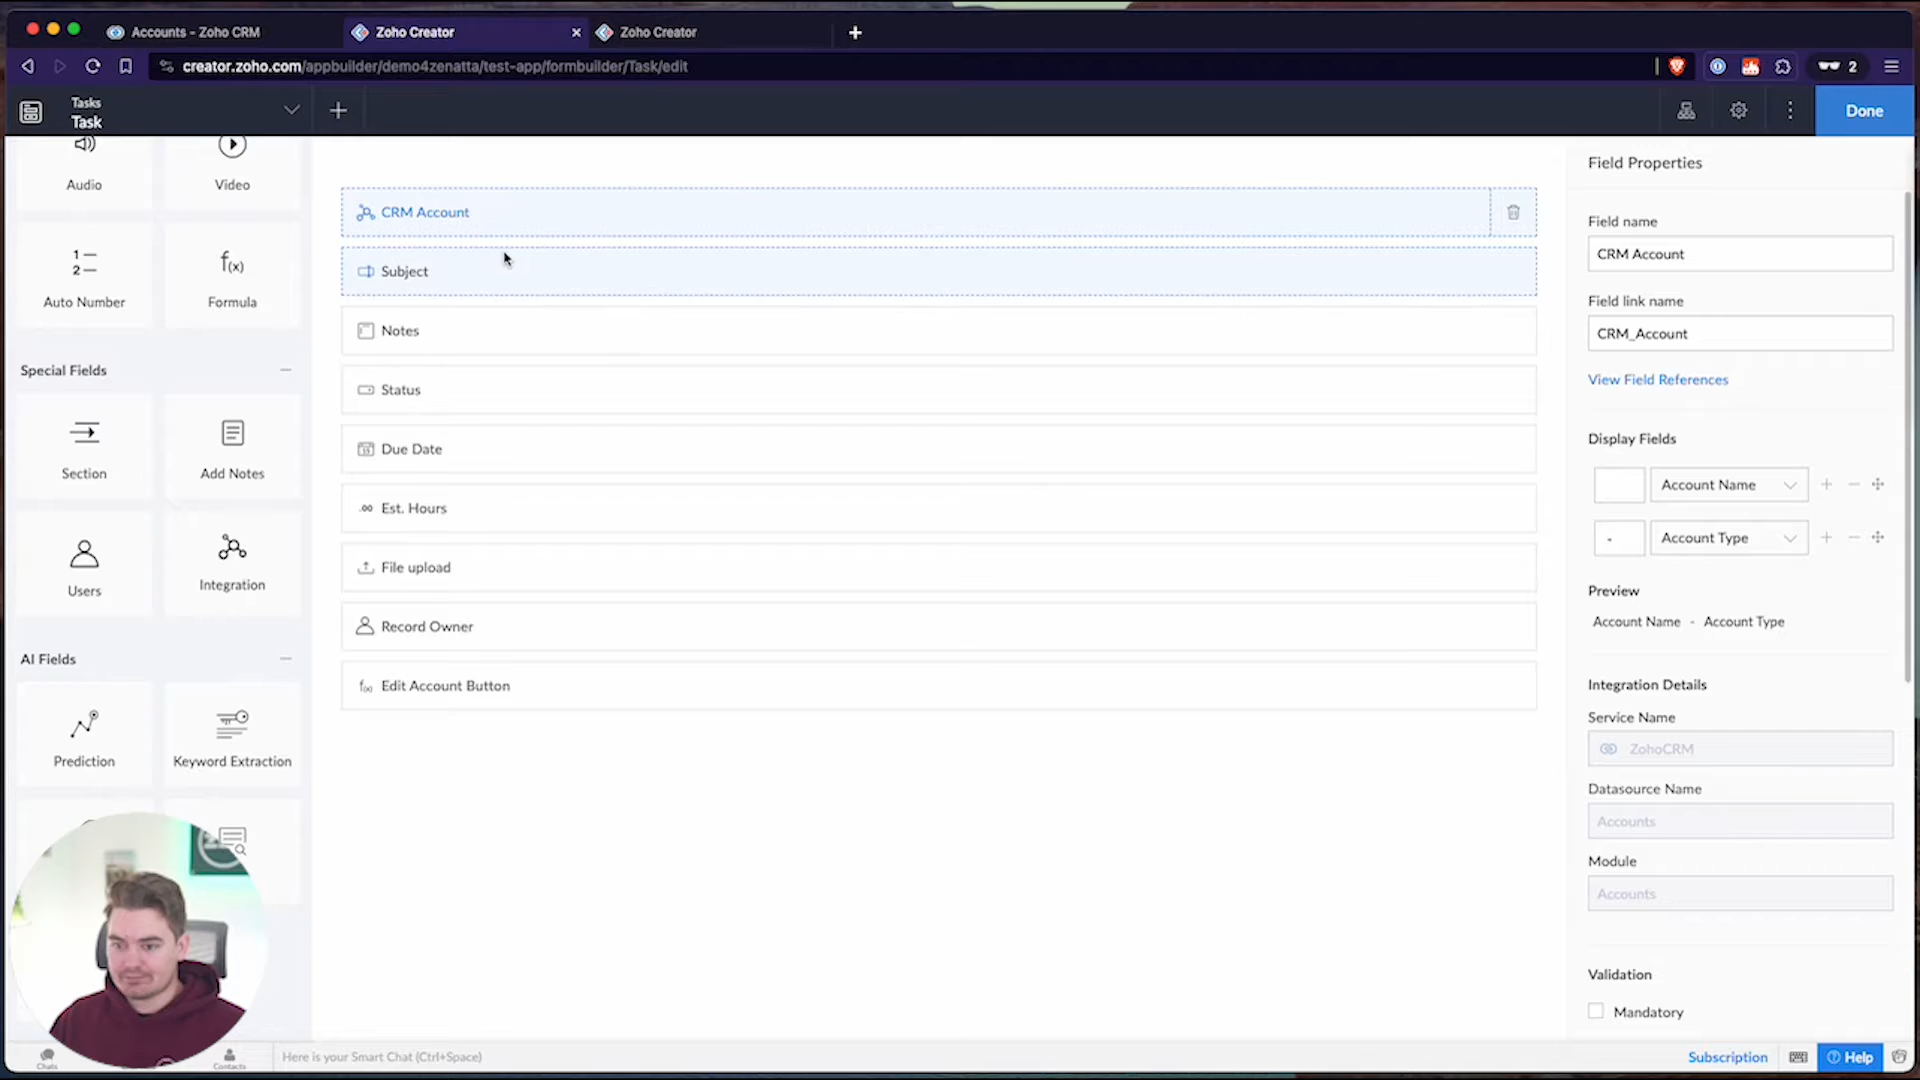 Accounts - Zoho CRM
Zoho Creator
Zoho Creator
creator.zoho.com/appbuilder/demo4zenatta/test-app/formbuilder/Task/edit
2
Tasks
Task
Done
Audio
Video
Auto Number
f(x)
Formula
Special Fields
Section
Add Notes
Users
Integration
AI Fields
Prediction
Keyword Extraction
Chats
Contacts
CRM Account
Subject
Notes
Status
Due Date
Est. Hours
File upload
Record Owner
Edit Account Button
Field Properties
Field name
CRM Account
Field link name
CRM_Account
View Field References
Display Fields
Account Name
- Account Type
Preview
Account Name - Account Type
Integration Details
Service Name
ZohoCRM
Datasource Name
Accounts
Module
Accounts
Validation
Mandatory
Here is your Smart Chat (Ctrl+Space)
Subscription
Help